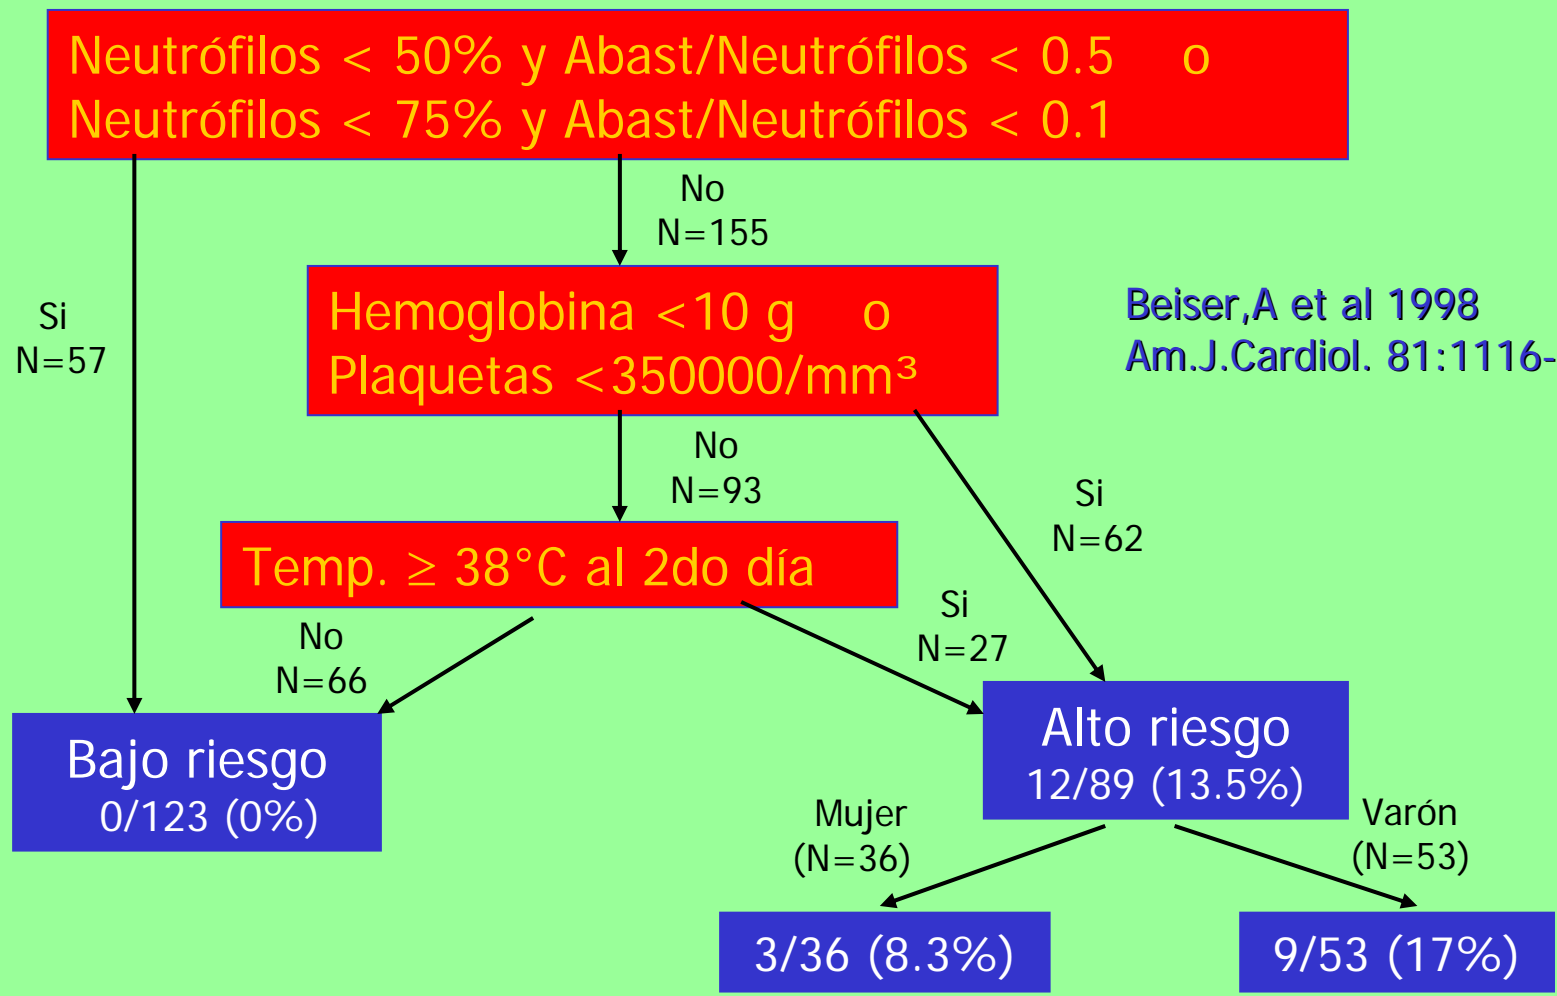 Neutrófilos < 50% y Abast/Neutrófilos < 0.5 o
Neutrófilos < 75% y Abast/Neutrófilos < 0.1
No
N=155
Si
N=57
Hemoglobina <10 g o
Plaquetas <350000/mm³
Beiser,A et al 1998
Am.J.Cardiol. 81:1116-
No
N=93
Si
N=62
Temp. ≥ 38°C al 2do día
No
N=66
Si
N=27
Bajo riesgo
0/123 (0%)
Alto riesgo
12/89 (13.5%)
Mujer
(N=36)
Varón
(N=53)
3/36 (8.3%)
9/53 (17%)